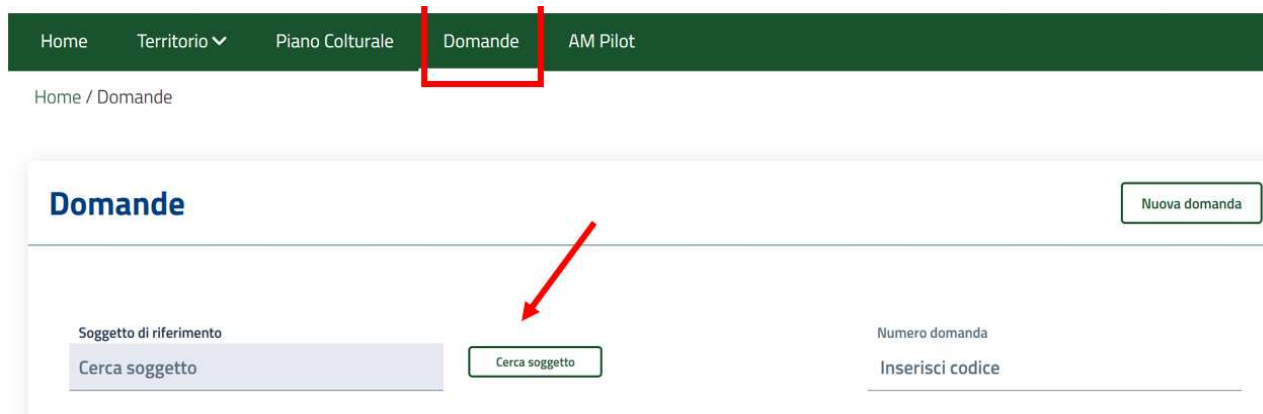 Home Territorio Piano Colturale Domande AM Pilot
Home / Domande
Domande
Nuova domanda
Soggetto di riferimento
Cerca soggetto
Cerca soggetto
Numero domanda
Inserisci codice